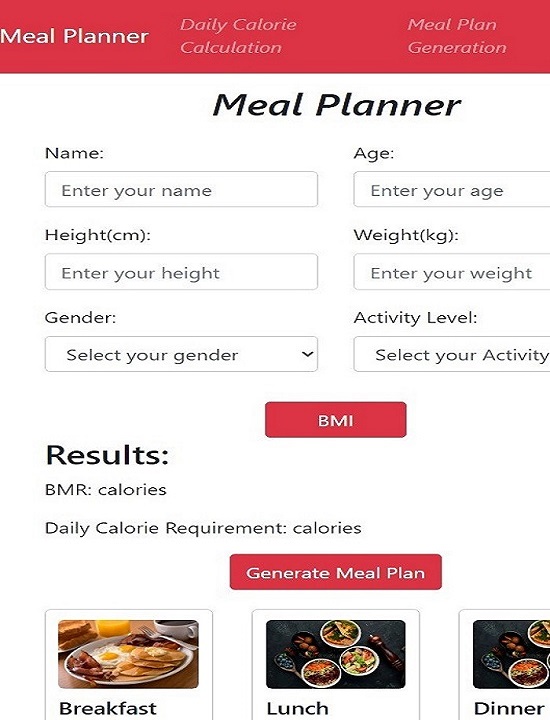 Meal Planner
Daily Calorie
Calculation
Meal Plan
Generation
Meal Planner
Name:
Age:
Enter your name
Enter your age
Height(cm):
Weight(kg):
Enter your height
Enter your weight
Gender:
Activity Level:
Select your gender
Select your Activity
BMI
Results:
BMR: calories
Daily Calorie Requirement: calories
Generate Meal Plan
Breakfast
Lunch
Dinner